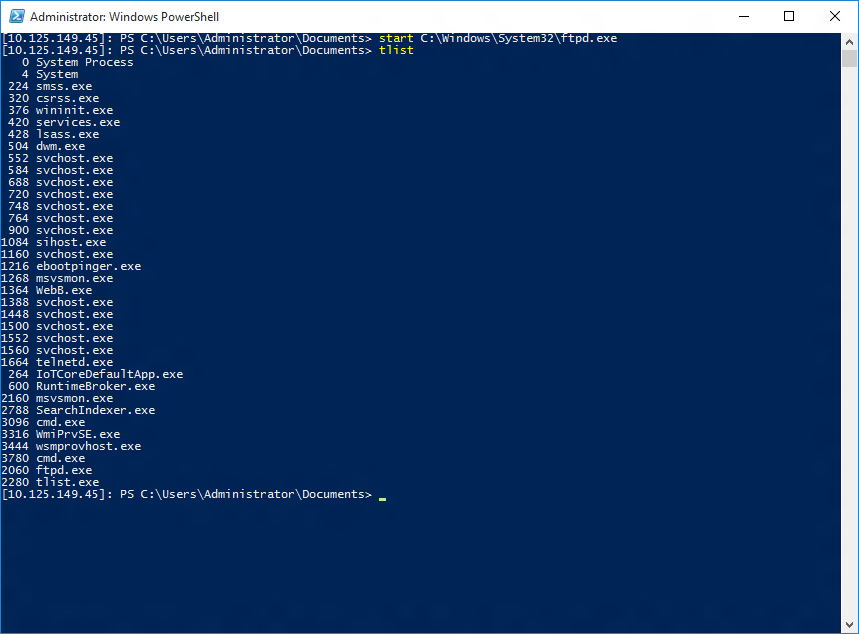 Administrator: Windows PowerShell
[10.125.149.45]: PS C:\Users\Administrator\Documents> start C:\Windows\System32\ftpd.exe
[10.125.149.45]: PS C:\Users\Administrator\Documents> tlist
   0 System Process
   4 System
 224 smss.exe
 320 csrss.exe
 376 wininit.exe
 420 services.exe
 428 lsass.exe
 504 dwm.exe
 552 svchost.exe
 584 svchost.exe
 688 svchost.exe
 720 svchost.exe
 748 svchost.exe
 764 svchost.exe
 900 svchost.exe
1084 sihost.exe
1160 svchost.exe
1216 ebootpinger.exe
1268 msvsmon.exe
1364 WebB.exe
1388 svchost.exe
1448 svchost.exe
1500 svchost.exe
1552 svchost.exe
1560 svchost.exe
1664 telnetd.exe
 264 IoTCoreDefaultApp.exe
 600 RuntimeBroker.exe
2160 msvsmon.exe
2788 SearchIndexer.exe
3096 cmd.exe
3316 WmiPrvSE.exe
3444 wsmprovhost.exe
3780 cmd.exe
2060 ftpd.exe
2280 tlist.exe
[10.125.149.45]: PS C:\Users\Administrator\Documents> _